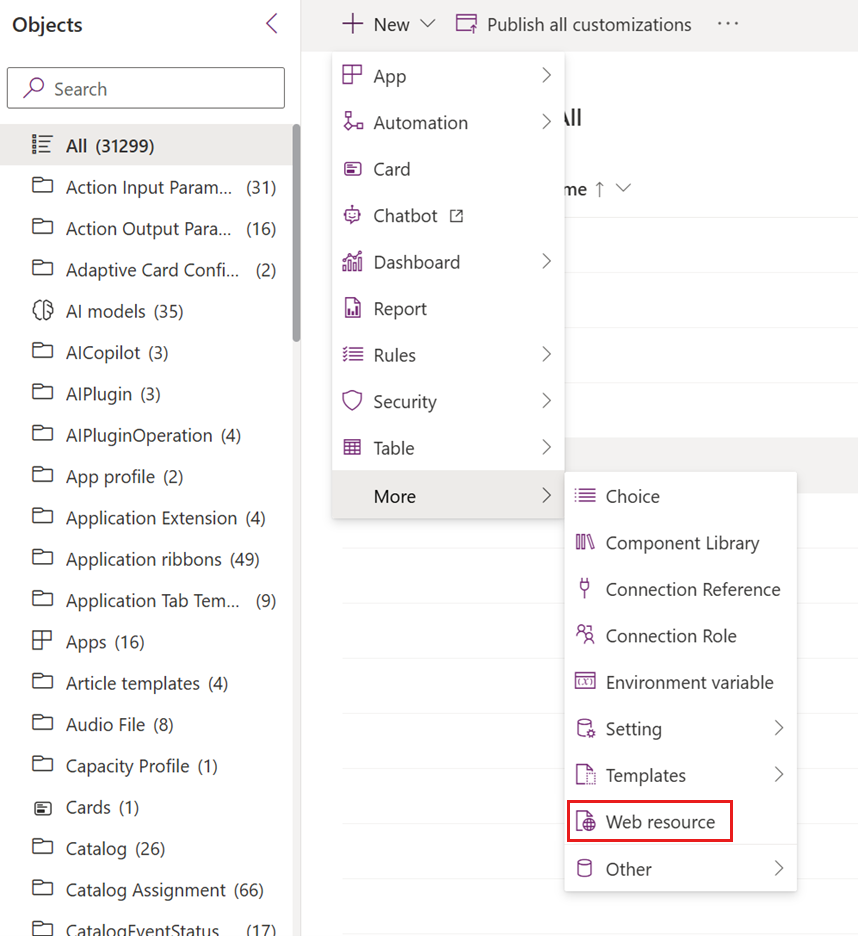 Objects
Search
All (31299)
Action Input Param... (31)
Action Output Para... (16)
Adaptive Card Confi... (2)
AI models (35)
AICopilot (3)
AIPlugin (3)
AIPluginOperation (4)
App profile (2)
Application Extension (4)
Application ribbons (49)
Application Tab Tem... (9)
Apps (16)
Article templates (4)
Audio File (8)
Capacity Profile (1)
Cards (1)
Catalog (26)
Catalog Assignment (66)
CatalogEventStatus (17)
New
Publish all customizations
...
All
me ↑
App
Automation
Card
Chatbot
Dashboard
Report
Rules
Security
Table
More
Choice
Component Library
Connection Reference
Connection Role
Environment variable
Setting
Templates
Web resource
Other